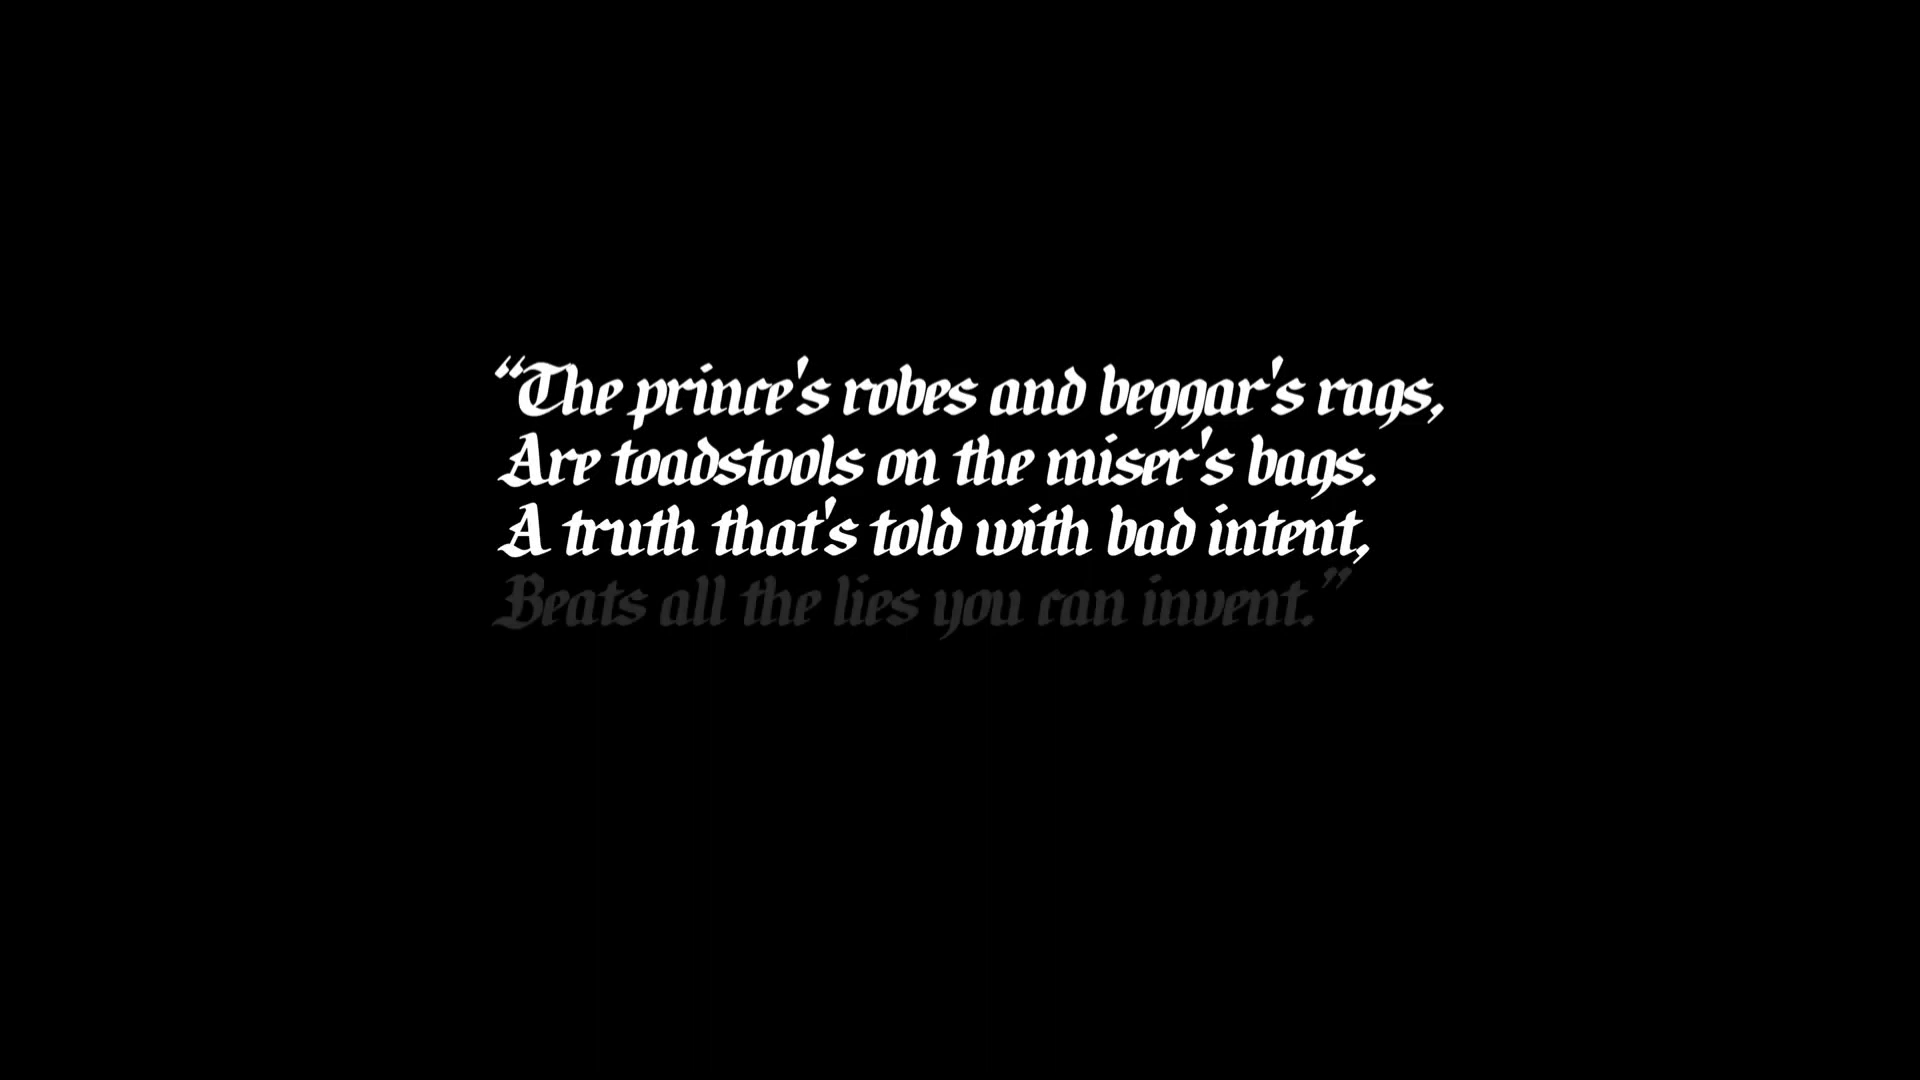 “The prince's robes and beggar's rags,
Are toadstools on the miser's bags.
A truth that's told with bad intent,
Beats all the lies you can invent.”